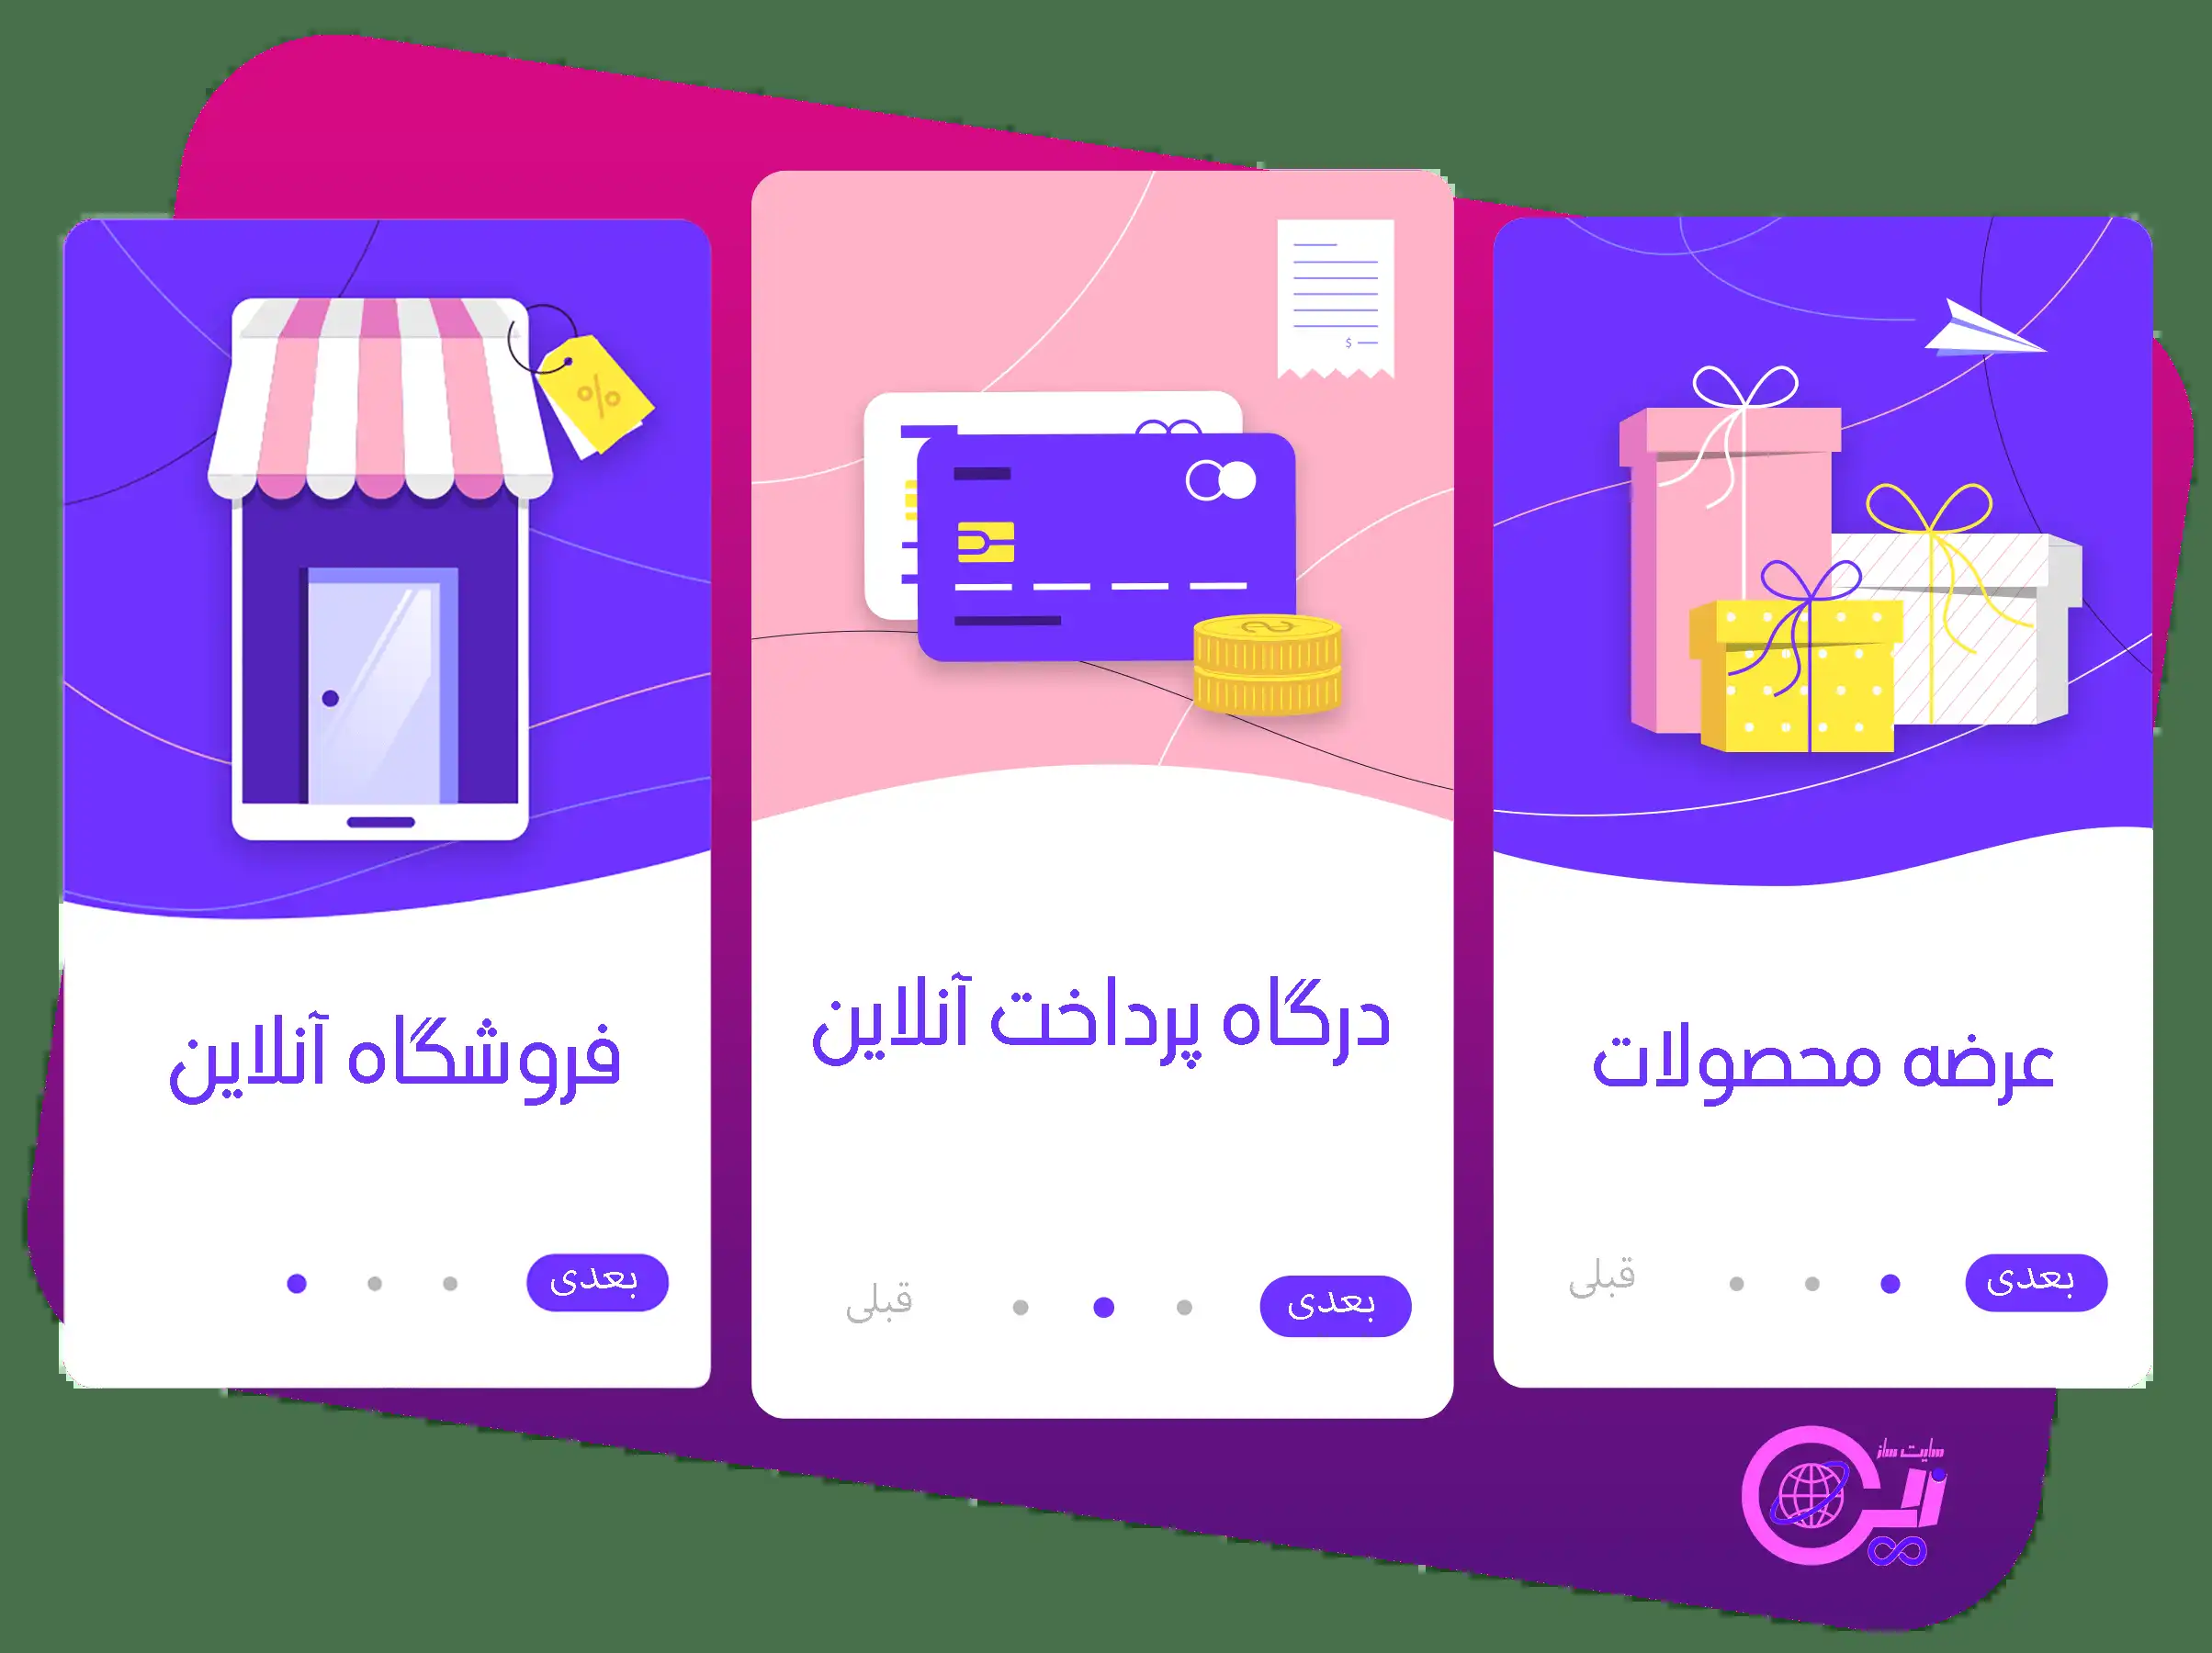 عرضه محصولات
بعدی
قبلی
درگاه پرداخت آنلاین
بعدی
قبلی
فروشگاه آنلاین
بعدی
%
$
سایت ساز